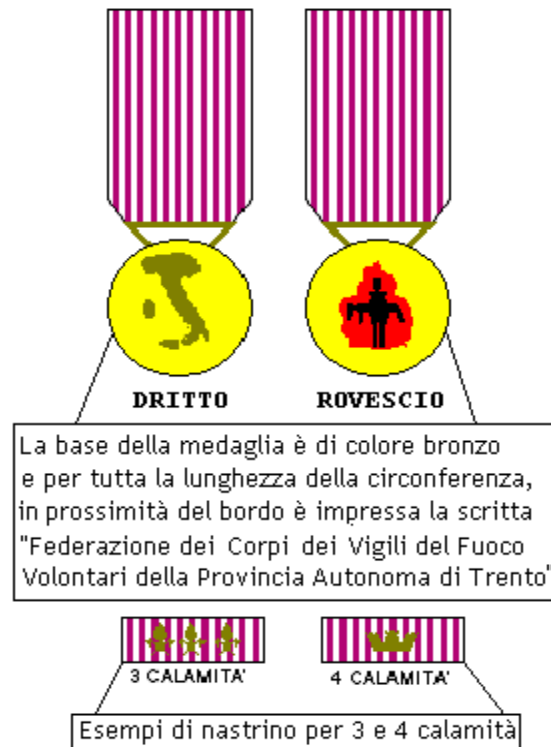 DRITTO
ROVESCIO
La base della medaglia è di colore bronzo
e per tutta la lunghezza della circonferenza,
in prossimità del bordo è impressa la scritta
"Federazione dei Corpi dei Vigili del Fuoco
Volontari della Provincia Autonoma di Trento"
3 CALAMITA'
4 CALAMITA'
Esempi di nastrino per 3 e 4 calamità